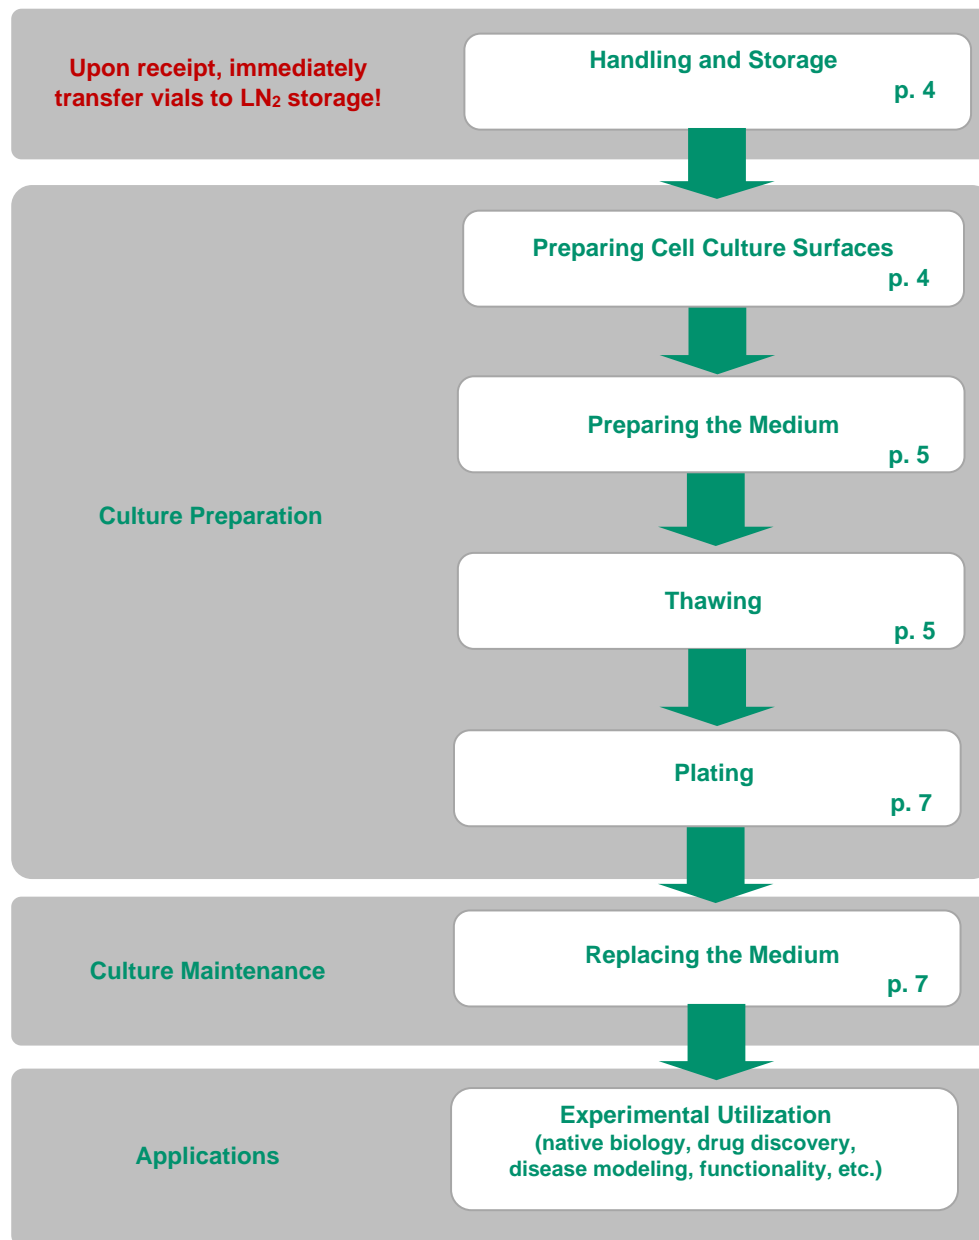 Upon receipt, immediately
transfer vials to LN₂ storage!
Handling and Storage
p. 4
Culture Preparation
Preparing Cell Culture Surfaces
p. 4
Preparing the Medium
p. 5
Thawing
p. 5
Plating
p. 7
Culture Maintenance
Replacing the Medium
p. 7
Applications
Experimental Utilization
(native biology, drug discovery,
disease modeling, functionality, etc.)